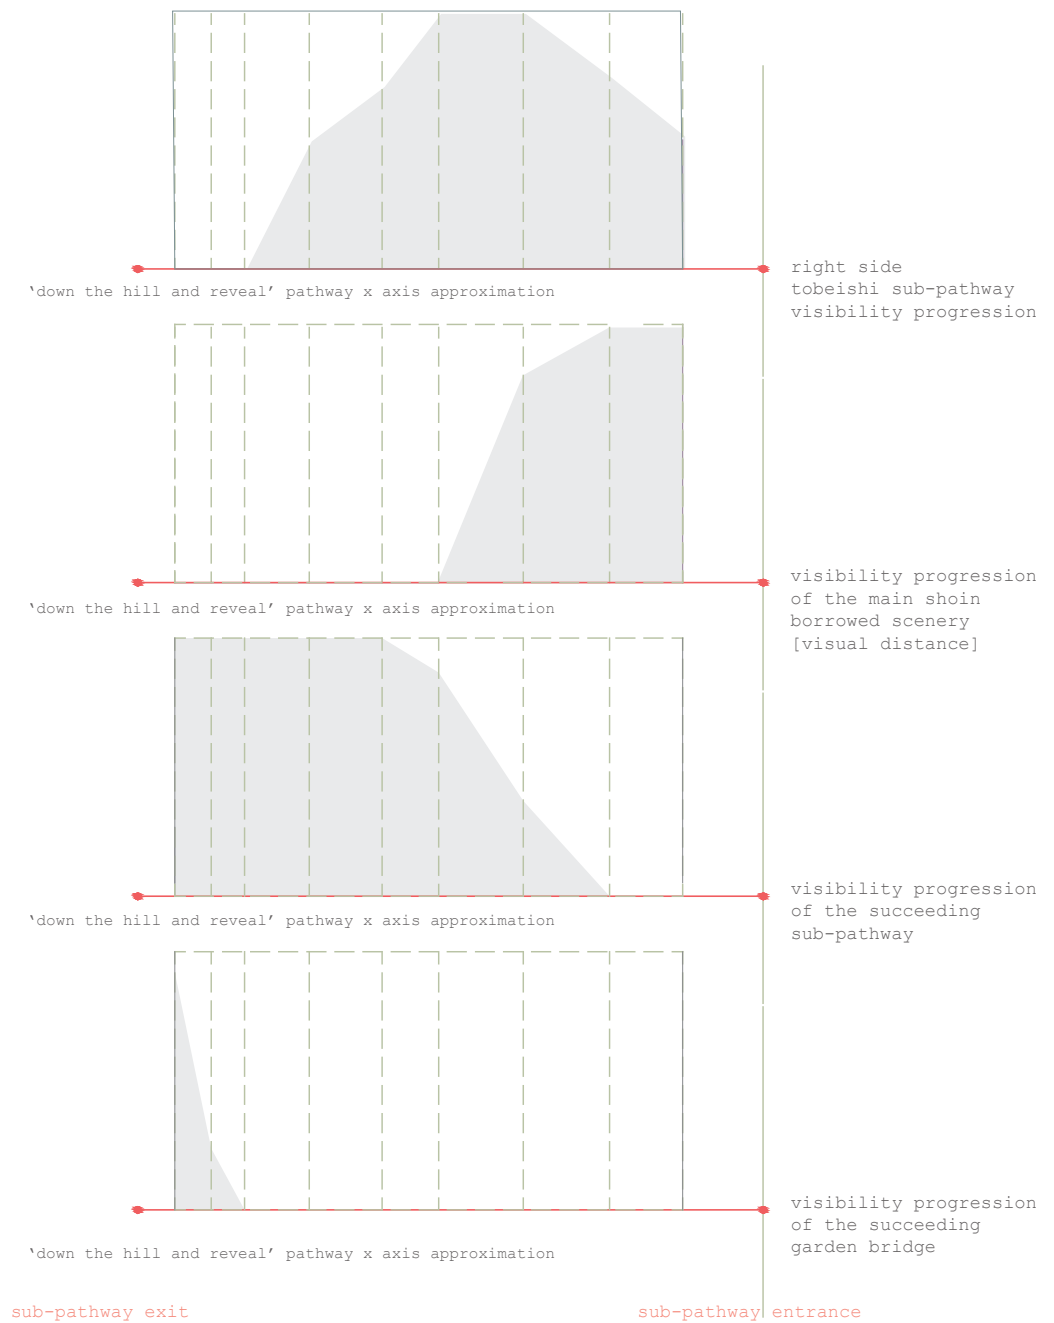 right side
tobeishi sub-pathway
visibility progression
‘down the hill and reveal’ pathway x axis approximation
visibility progression
of the main shoin
borrowed scenery
[visual distance]
‘down the hill and reveal’ pathway x axis approximation
visibility progression
of the succeeding
sub-pathway
‘down the hill and reveal’ pathway x axis approximation
visibility progression
of the succeeding
garden bridge
‘down the hill and reveal’ pathway x axis approximation
sub-pathway exit
sub-pathway entrance